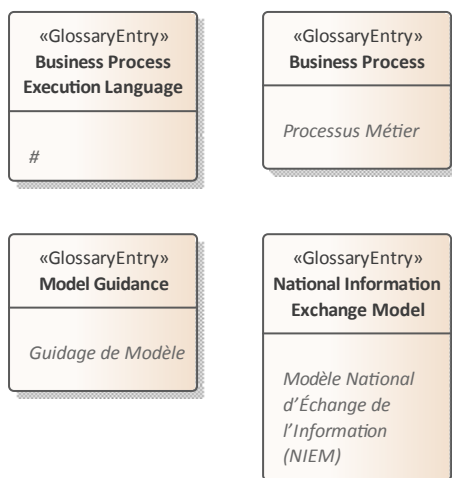 «GlossaryEntry»
Business Process
Execution Language
#
«GlossaryEntry»
Business Process
Processus Métier
«GlossaryEntry»
Model Guidance
Guidage de Modèle
«GlossaryEntry»
National Information
Exchange Model
Modèle National
d’Échange de
l’Information
(NIEM)